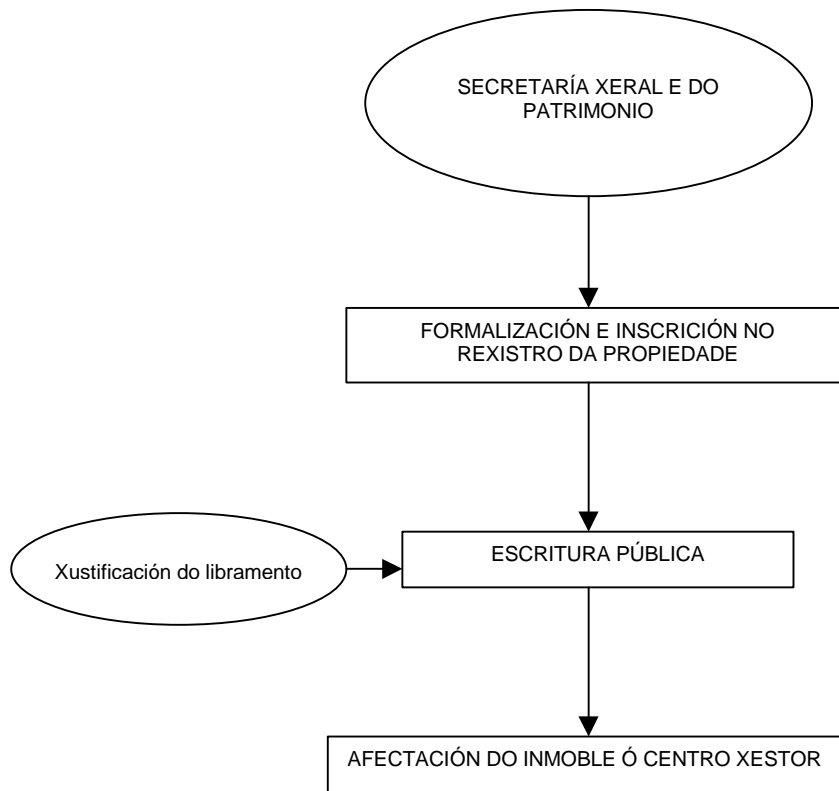 SECRETARÍA XERAL E DO
PATRIMONIO
FORMALIZACIÓN E INSCRICIÓN NO
REXISTRO DA PROPIEDADE
Xustificación do libramento
ESCRITURA PÚBLICA
AFECTACIÓN DO INMOBLE Ó CENTRO XESTOR